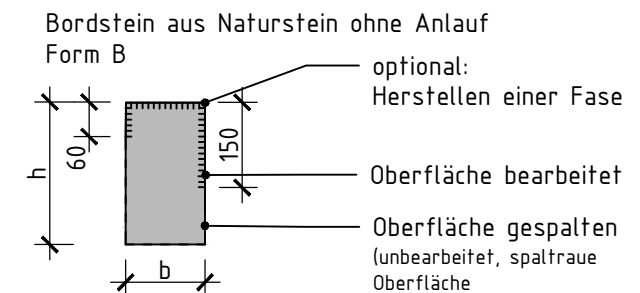 Bordstein aus Naturstein ohne Anlauf
Form B
optional:
Herstellen einer Fase
h
60
150
Oberfläche bearbeitet
Oberfläche gespalten
(unbearbeitet, spaltraue
Oberfläche
b